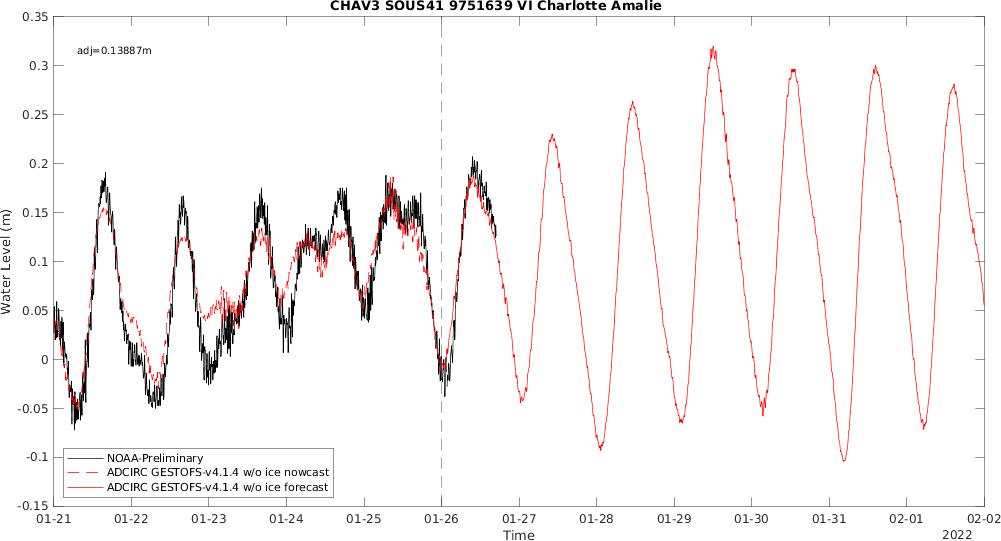 CHAV3 SOUS41 9751639 VI Charlotte Amalie
0.35
adj=0.13887m
0.3
0.25
0.2
0.15
0.1
0.05
0
-0.05
-0.1
-0.15
Water Level (m)
NOAA-Preliminary
ADCIRC GESTOFS-v4.1.4 w/o ice nowcast
ADCIRC GESTOFS-v4.1.4 w/o ice forecast
01-21 01-22 01-23 01-24 01-25 01-26 01-27 01-28 01-29 01-30 01-31 02-01 02-02
Time
2022